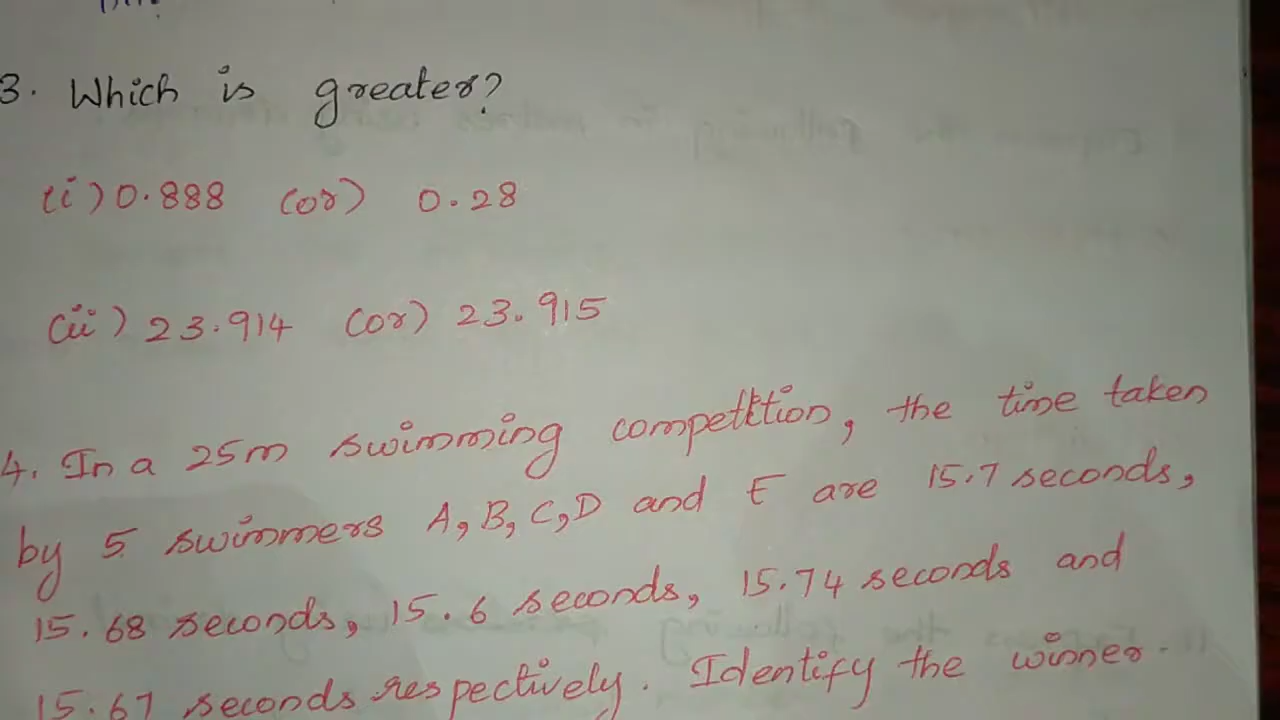 3. Which is greater?
(i) 0.888 (or) 0.28
(ii) 23.914 (or) 23.915
4. In a 25m swimming competition, the time taken
by 5 swimmers A, B, C, D and E are 15.7 seconds,
15.68 seconds, 15.6 seconds, 15.74 seconds and
15.67 seconds respectively. Identify the winner.